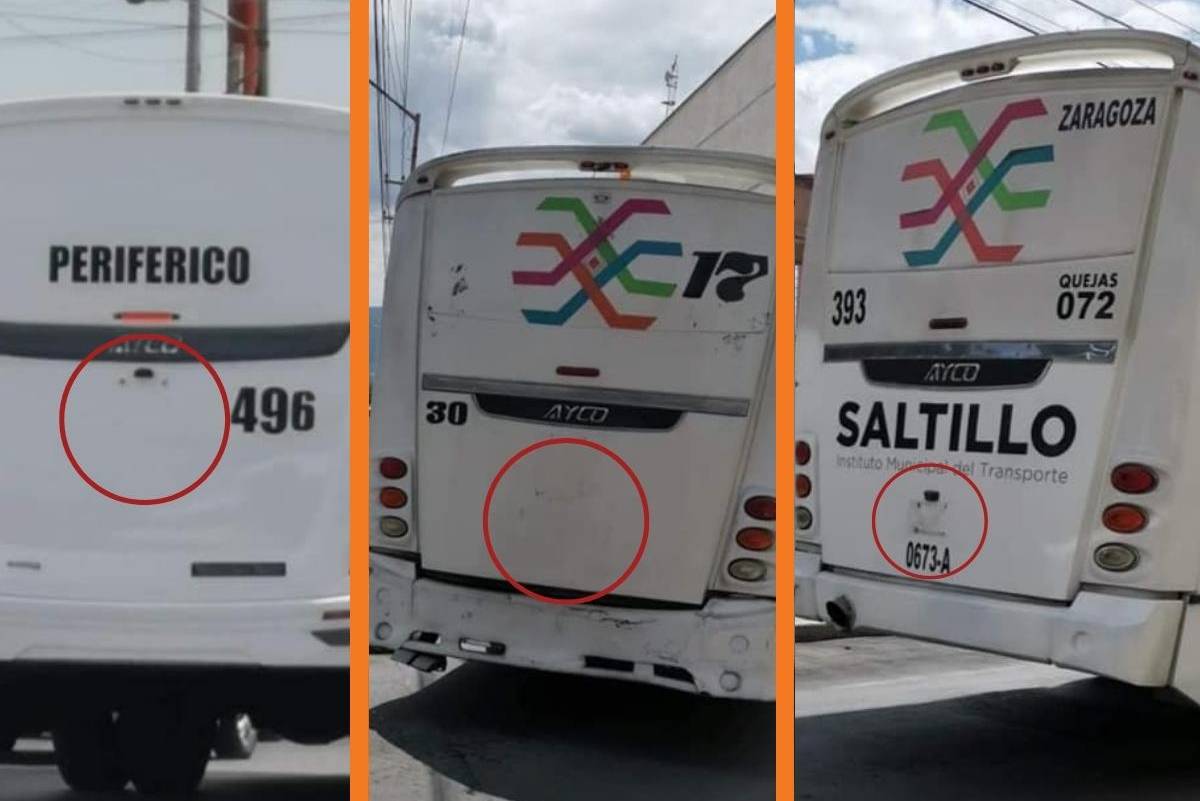 PERIFERICO
AYCO
496
17
30
AYCO
ZARAGOZA
393
QUEJAS
072
AYCO
SALTILLO
Instituto Municipal del Transporte
0673-A